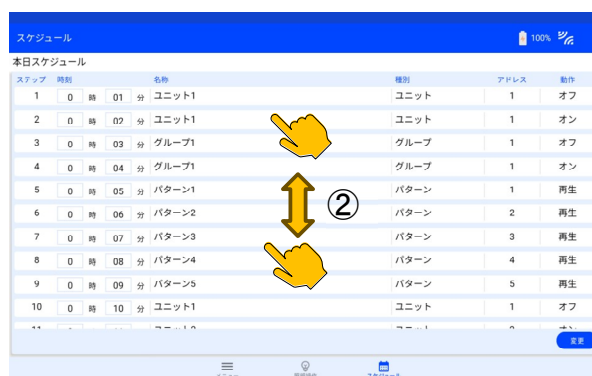 スケジュール 100%
本日スケジュール
ステップ 時刻 名称 種別 アドレス 動作
1 0 時 01 分 ユニット1 ユニット 1 オフ
2 0 時 02 分 ユニット1 ユニット 1 オン
3 0 時 03 分 グループ1 グループ 1 オフ
4 0 時 04 分 グループ1 グループ 1 オン
5 0 時 05 分 パターン1 パターン 1 再生
②
6 0 時 06 分 パターン2 パターン 2 再生
7 0 時 07 分 パターン3 パターン 3 再生
8 0 時 08 分 パターン4 パターン 4 再生
9 0 時 09 分 パターン5 パターン 5 再生
10 0 時 10 分 ユニット1 ユニット 1 オフ
変更